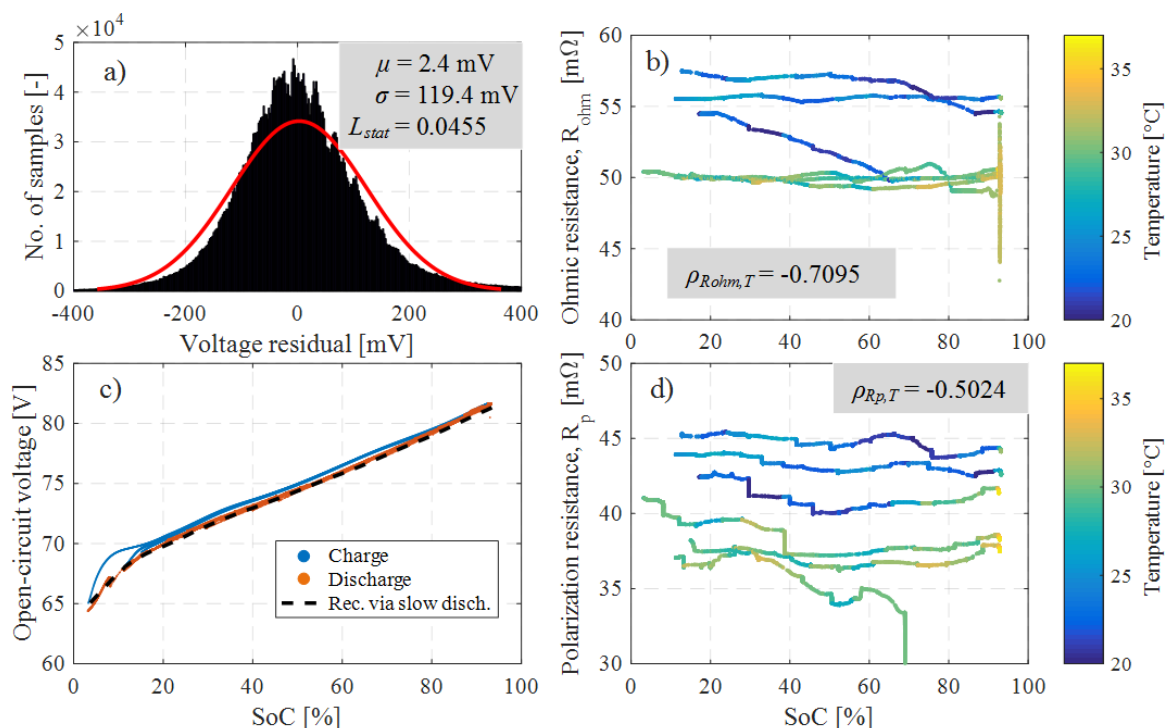 ×10⁴
5
4
3
2
1
0
No. of samples [-]
a)
μ = 2.4 mV
σ = 119.4 mV
L_stat = 0.0455
-400
-200
0
200
400
Voltage residual [mV]
60
55
50
45
40
Ohmic resistance, R_ohm [mΩ]
b)
ρ_Rohm,T = -0.7095
0
20
40
60
80
100
35
30
25
20
Temperature [°C]
85
80
75
70
65
60
Open-circuit voltage [V]
c)
Charge
Discharge
Rec. via slow disch.
0
20
40
60
80
100
SoC [%]
50
45
40
35
30
Polarization resistance, R_p [mΩ]
d)
ρ_Rp,T = -0.5024
0
20
40
60
80
100
SoC [%]
35
30
25
20
Temperature [°C]